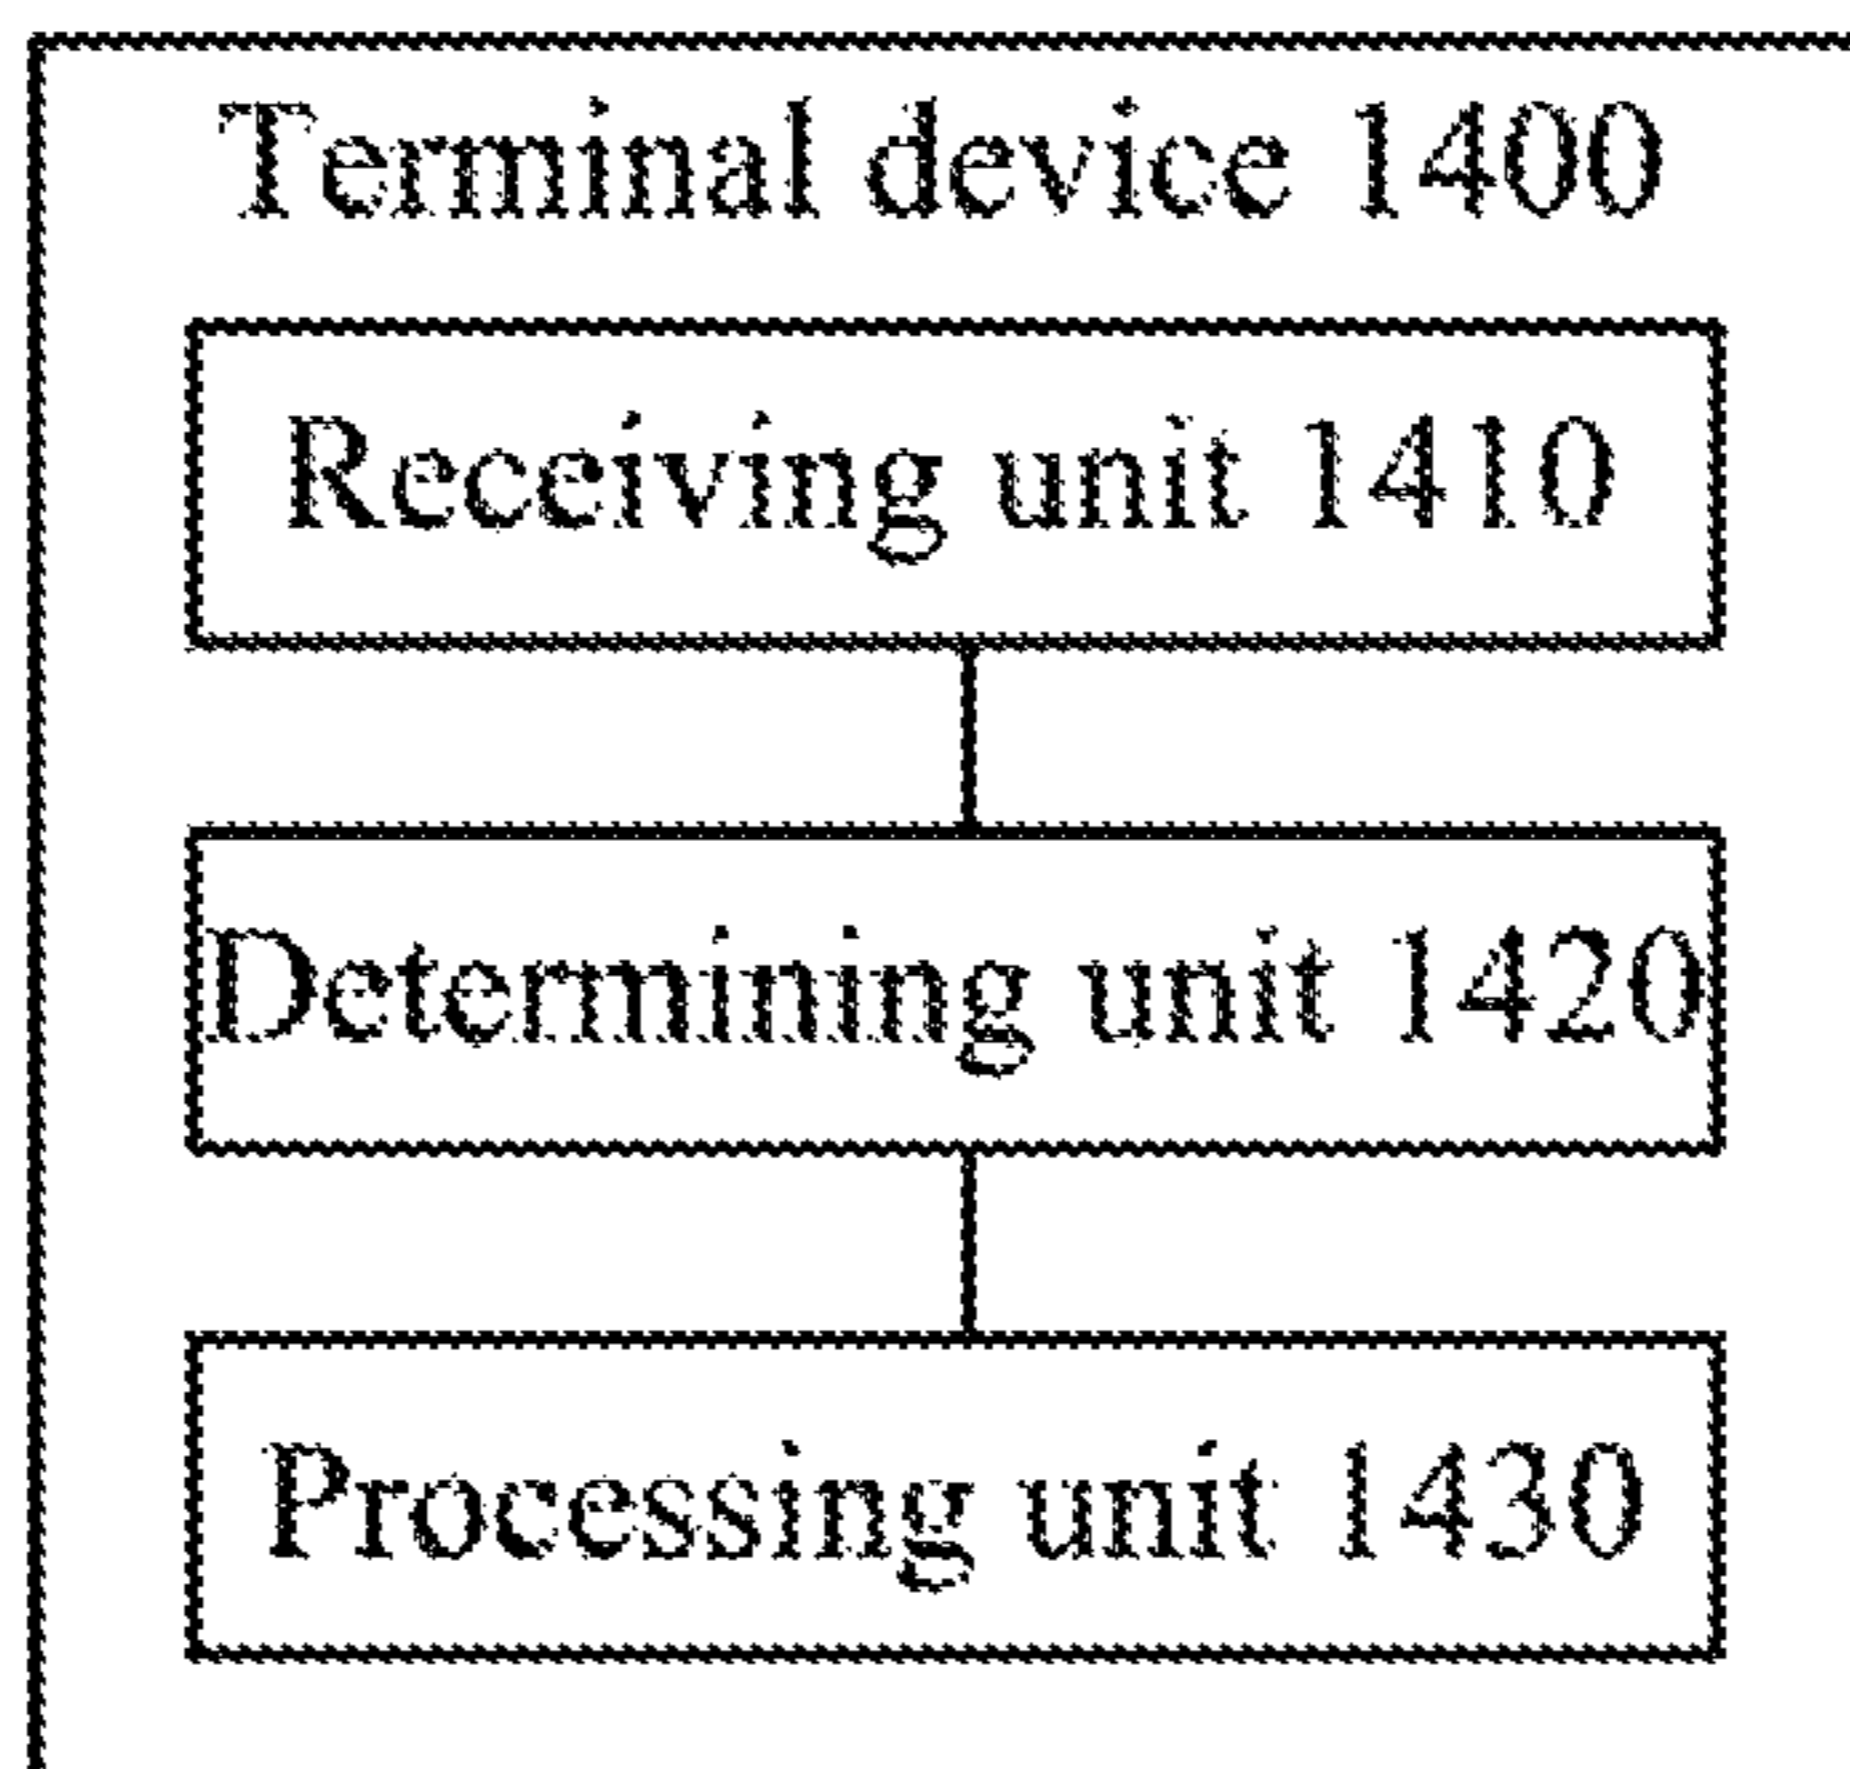 Terminal device 1400
Receiving unit 1410
Determining unit 1420
Processing unit 1430